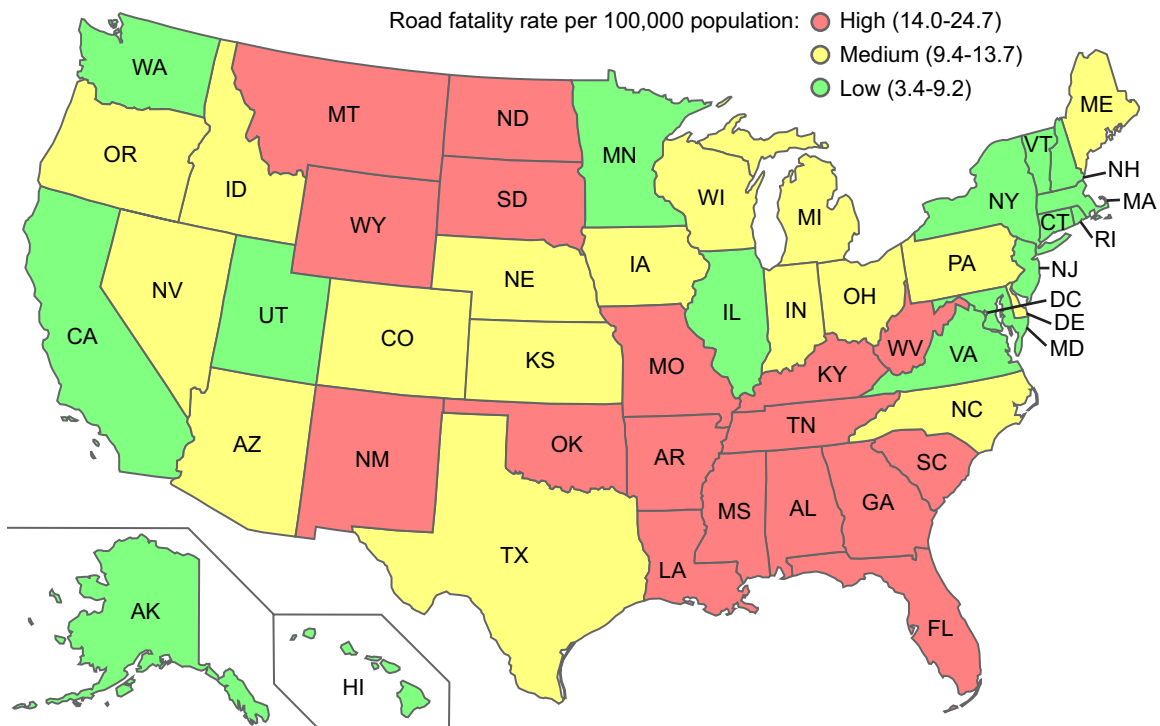 Road fatality rate per 100,000 population:
High (14.0-24.7)
Medium (9.4-13.7)
Low (3.4-9.2)
WA
MT
ND
MN
ME
VT
NH
OR
ID
WY
SD
WI
MI
NY
MA
CT
RI
NV
UT
CO
NE
IA
IL
IN
OH
PA
NJ
DC
DE
MD
CA
KS
MO
KY
WV
VA
AZ
NM
OK
AR
TN
NC
SC
TX
LA
MS
AL
GA
FL
AK
HI